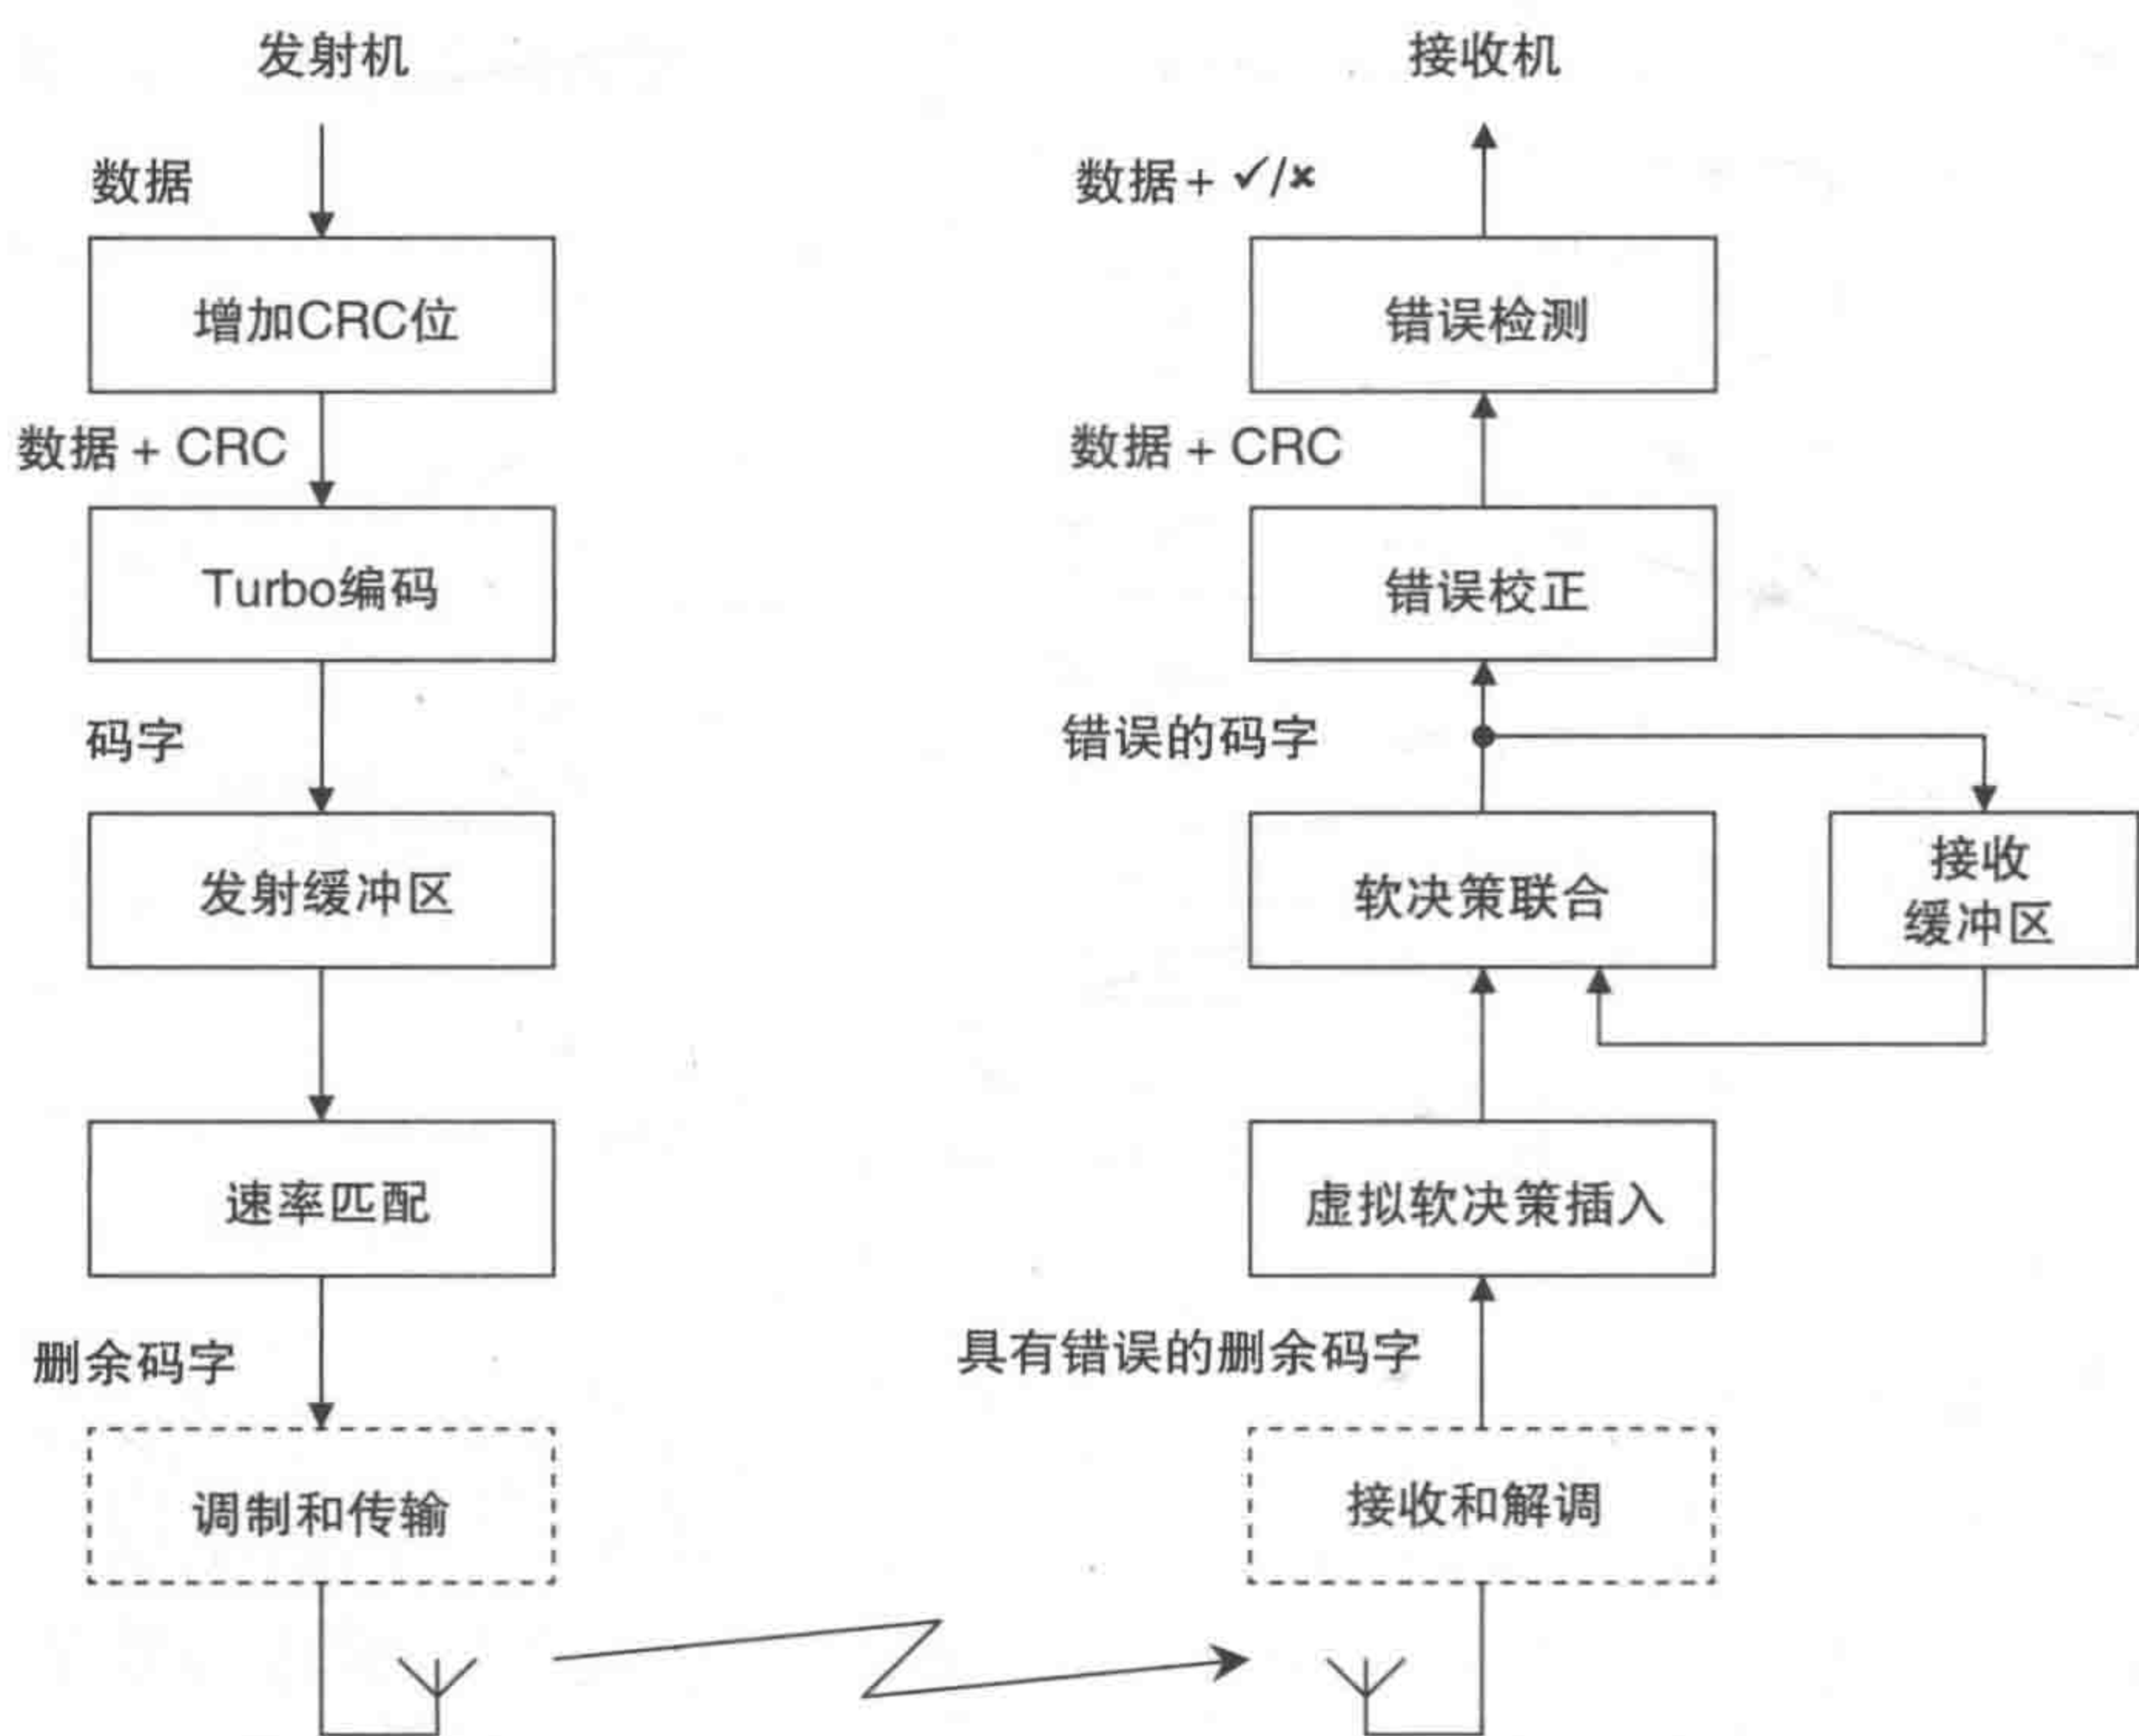 发射机
数据
增加CRC位
数据 + CRC
Turbo编码
码字
发射缓冲区
速率匹配
删余码字
调制和传输
接收机
数据 + ✓/✗
错误检测
数据 + CRC
错误校正
错误的码字
软决策联合
接收
缓冲区
虚拟软决策插入
具有错误的删余码字
接收和解调